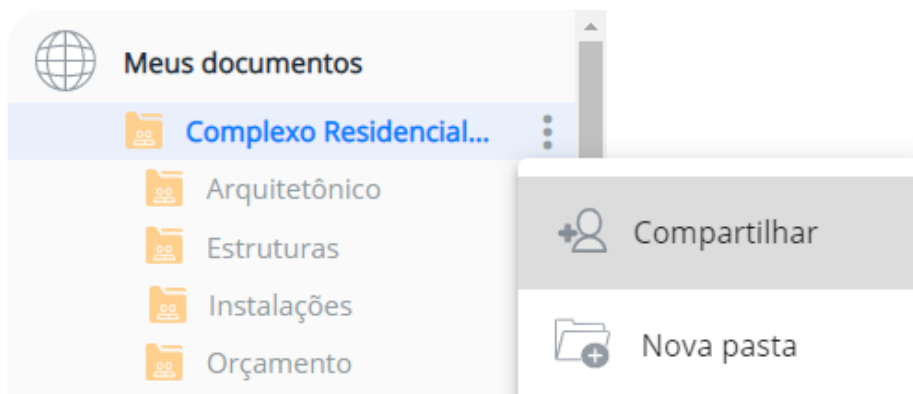 Meus documentos
Complexo Residencial...
Arquitetônico
Compartilhar
Estruturas
Instalações
Nova pasta
Orçamento